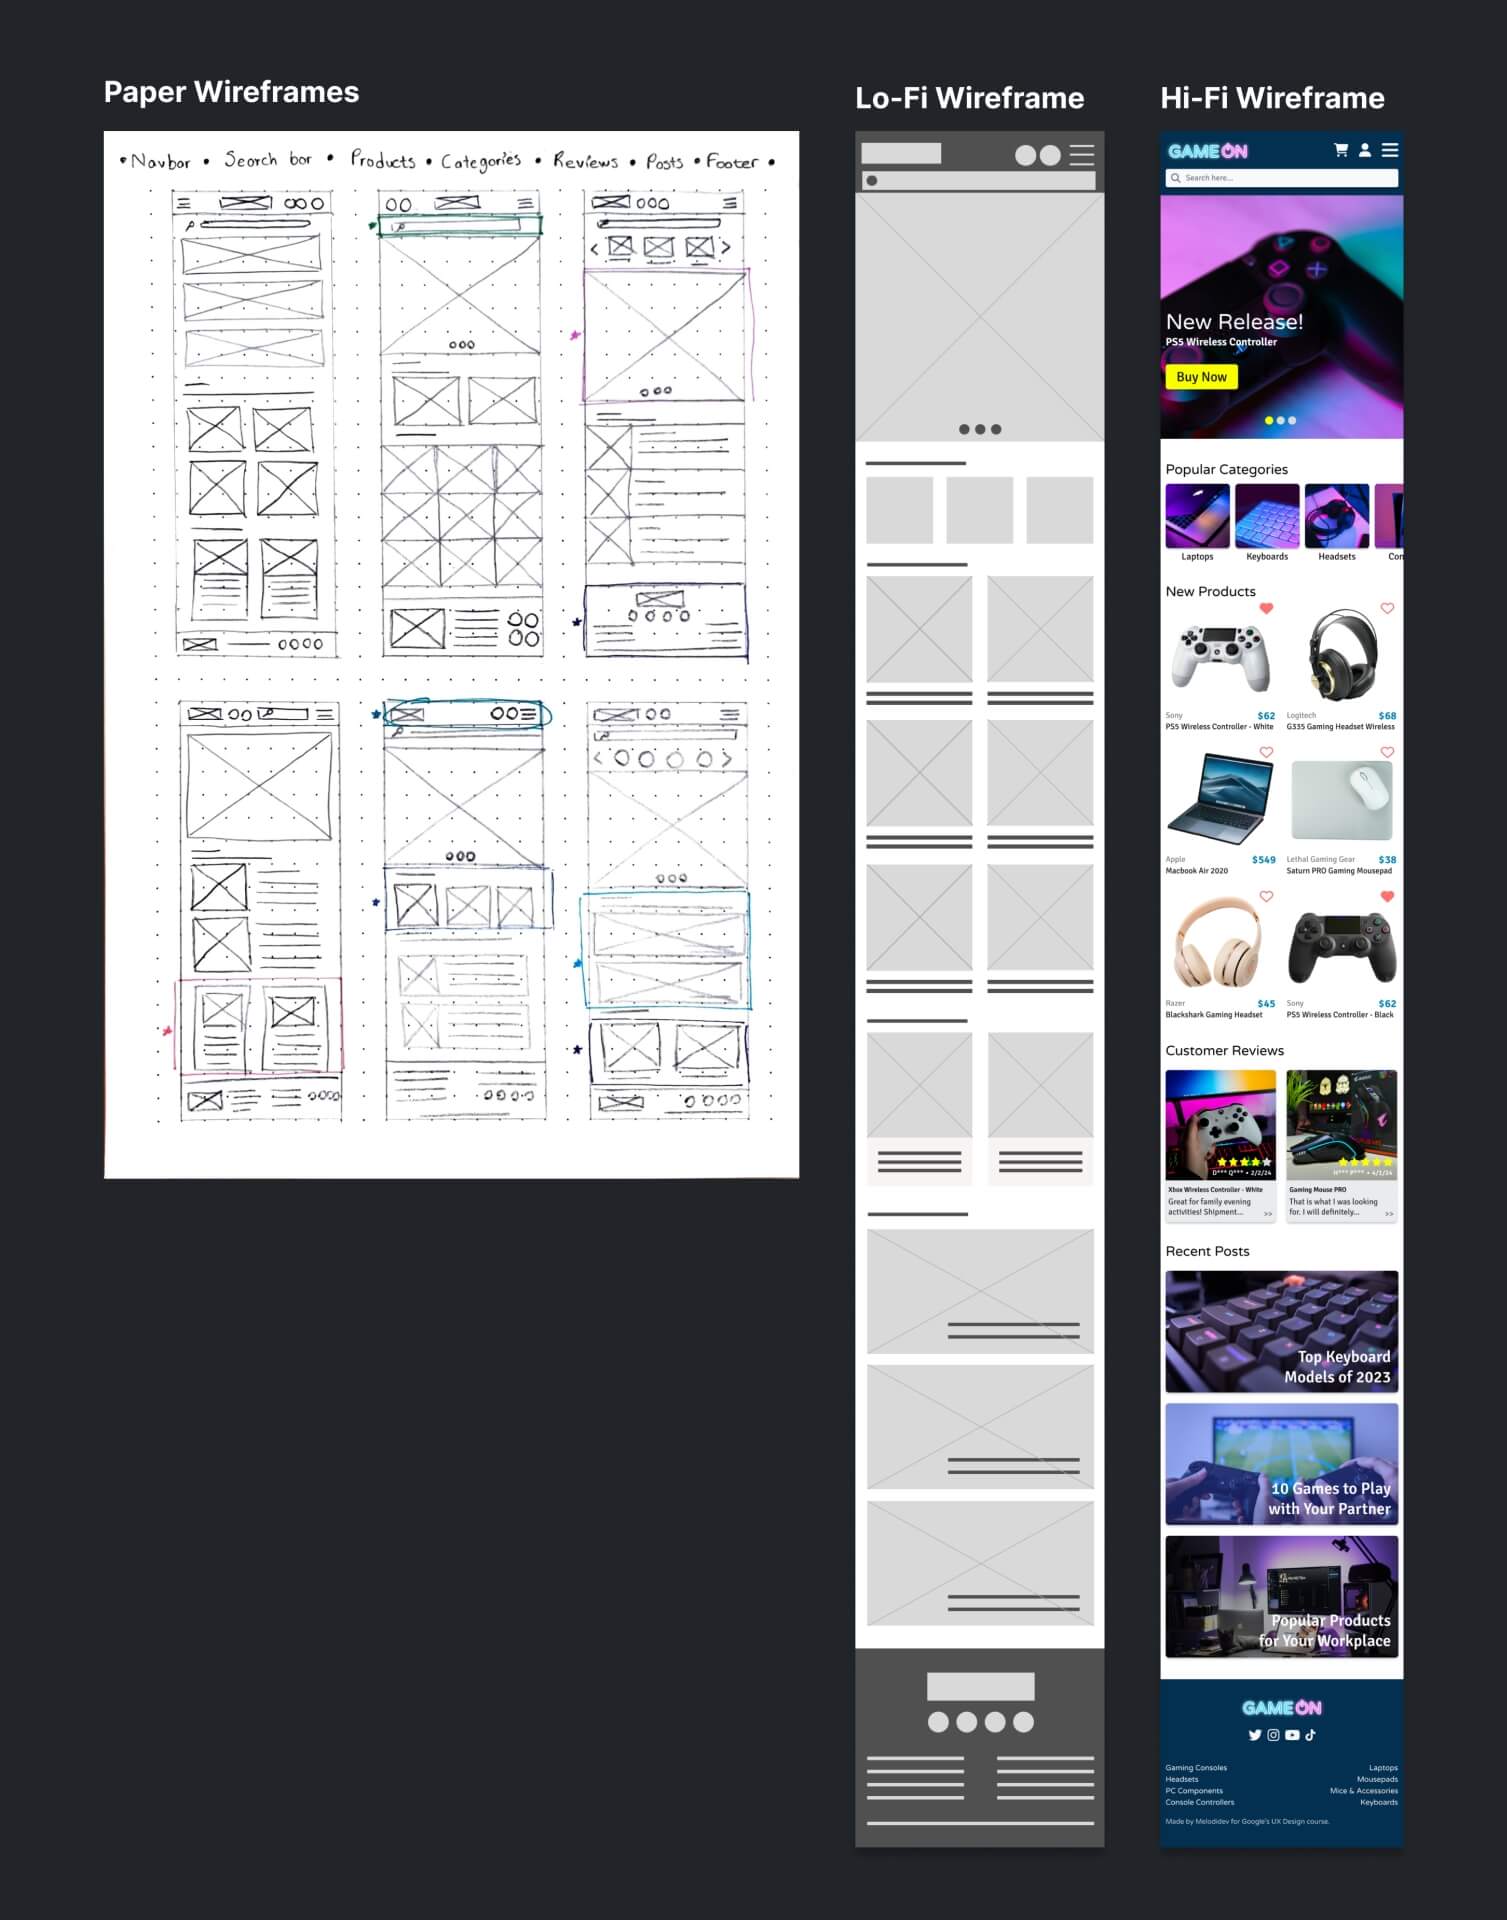 Paper Wireframes
• Navbar • Search bar • Products • Categories • Reviews • Posts • Footer •
Lo-Fi Wireframe
Hi-Fi Wireframe
GAMEON
Search here...
New Release!
PS5 Wireless Controller
Buy Now
Popular Categories
Laptops
Keyboards
Headsets
Con
New Products
Sony
$62
PS5 Wireless Controller - White
Logitech
$68
G335 Gaming Headset Wireless
Apple
$549
Macbook Air 2020
Lethal Gaming Gear
$38
Saturn PRO Gaming Mousepad
Razer
$45
Blackshark Gaming Headset
Sony
$62
PS5 Wireless Controller - Black
Customer Reviews
D*** Q*** • 2/2/24
Xbox Wireless Controller - White
Great for family evening
activities! Shipment...
>>
H*** P*** • 4/1/24
Gaming Mouse PRO
That is what I was looking
for. I will definitely...
>>
Recent Posts
Top Keyboard
Models of 2023
10 Games to Play
with Your Partner
Popular Products
for Your Workplace
GAMEON
Gaming Consoles
Headsets
PC Components
Console Controllers
Laptops
Mousepads
Mice & Accessories
Keyboards
Made by Melodidev for Google's UX Design course.